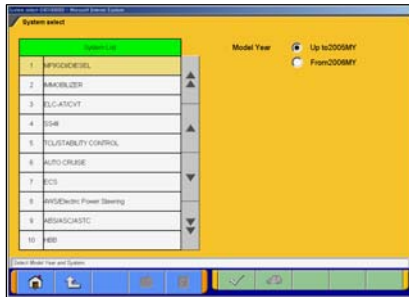 System select
System List
Model Year
Up to2005MY
From2006MY
1 MFI/GDI/DIESEL
2 IMMOBILIZER
3 ELC-AT/CVT
4 SS4II
5 TCL/STABILITY CONTROL
6 AUTO CRUISE
7 ECS
8 AWS/Electric Power Steering
9 ABS/ASC/ASTC
10 HBB
Select Model Year and System.